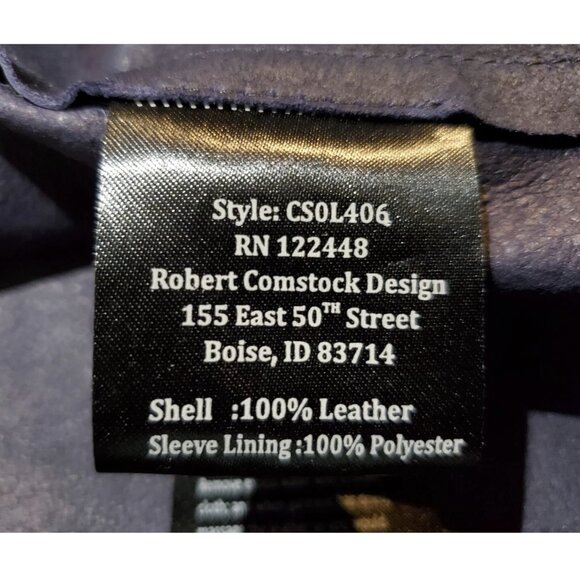 Style: CS0L406
RN 122448
Robert Comstock Design
155 East 50TH Street
Boise, ID 83714
Shell :100% Leather
Sleeve Lining:100% Polyester